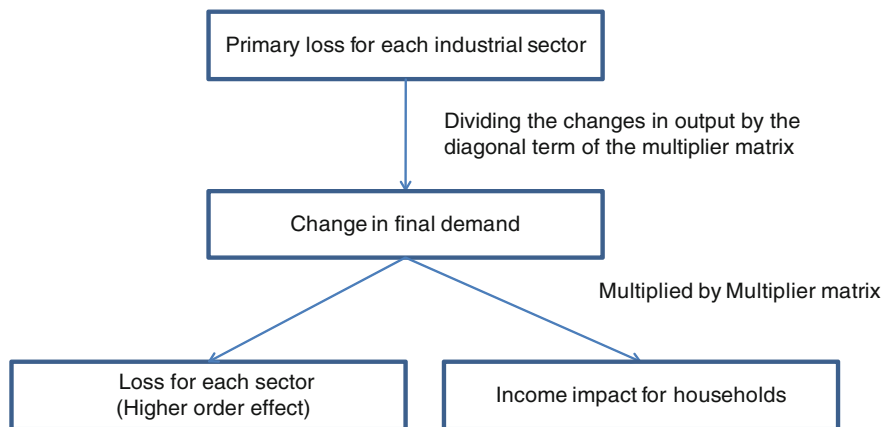 Primary loss for each industrial sector
Dividing the changes in output by the
diagonal term of the multiplier matrix
Change in final demand
Multiplied by Multiplier matrix
Loss for each sector
(Higher order effect)
Income impact for households